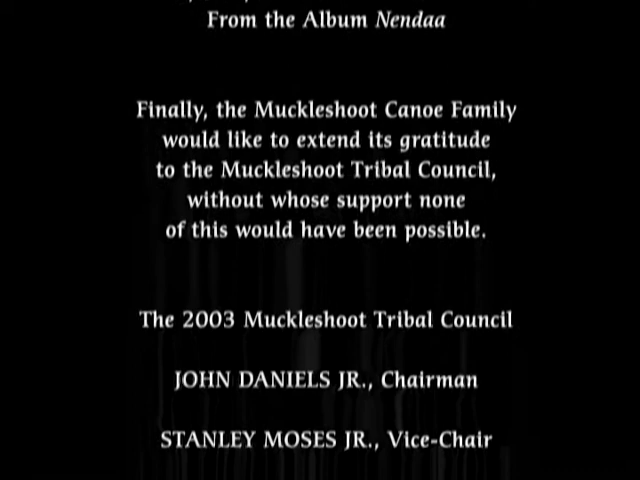 From the Album Nendaa
Finally, the Muckleshoot Canoe Family
would like to extend its gratitude
to the Muckleshoot Tribal Council,
without whose support none
of this would have been possible.
The 2003 Muckleshoot Tribal Council
JOHN DANIELS JR., Chairman
STANLEY MOSES JR., Vice-Chair